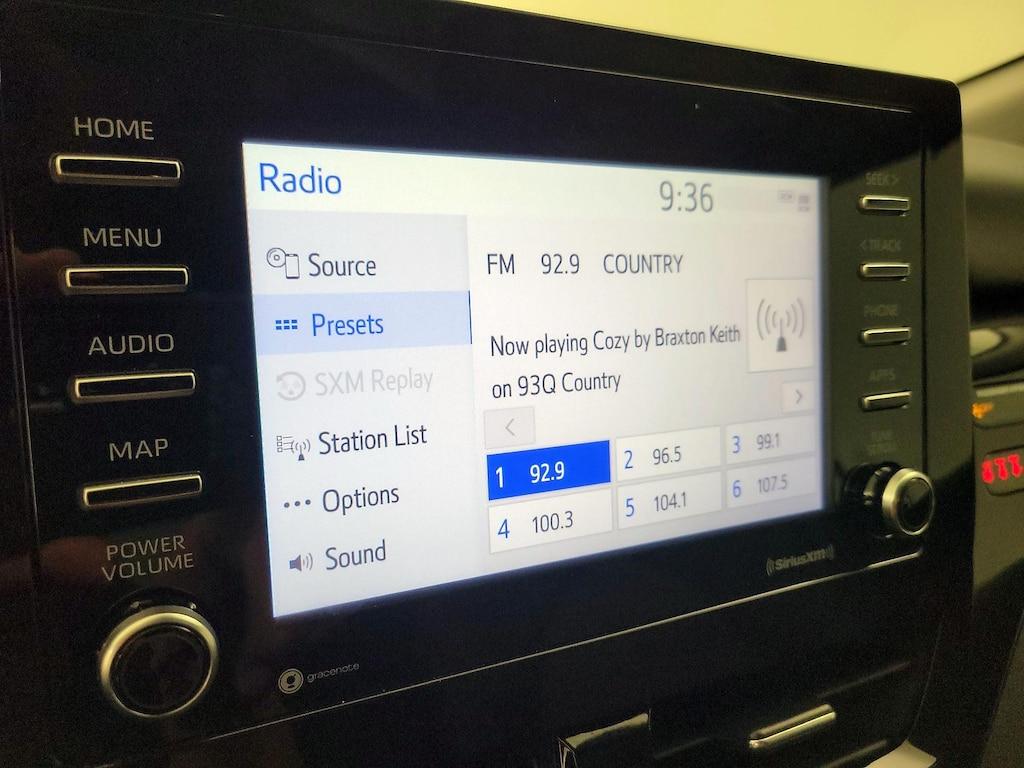 HOME
MENU
AUDIO
MAP
POWER
VOLUME
Radio
9:36
Source
Presets
SXM Replay
Station List
Options
Sound
FM 92.9 COUNTRY
Now playing Cozy by Braxton Keith
on 93Q Country
<
>
1 92.9
2 96.5
3 99.1
4 100.3
5 104.1
6 107.5
SEEK >
< TRACK
PHONE
APPS
SiriusXM
gracenote